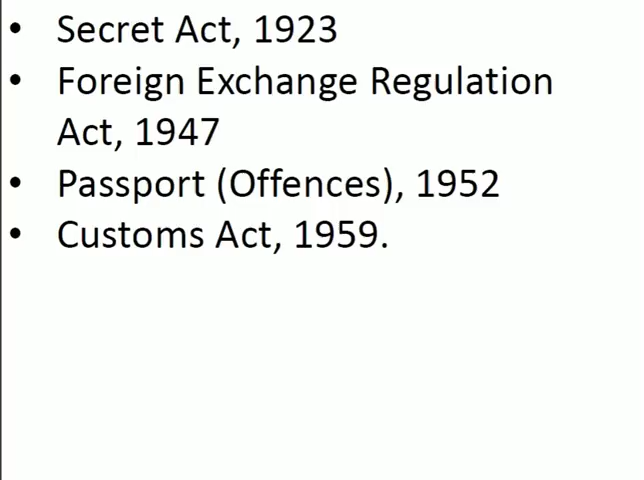 • Secret Act, 1923
• Foreign Exchange Regulation
Act, 1947
• Passport (Offences), 1952
• Customs Act, 1959.